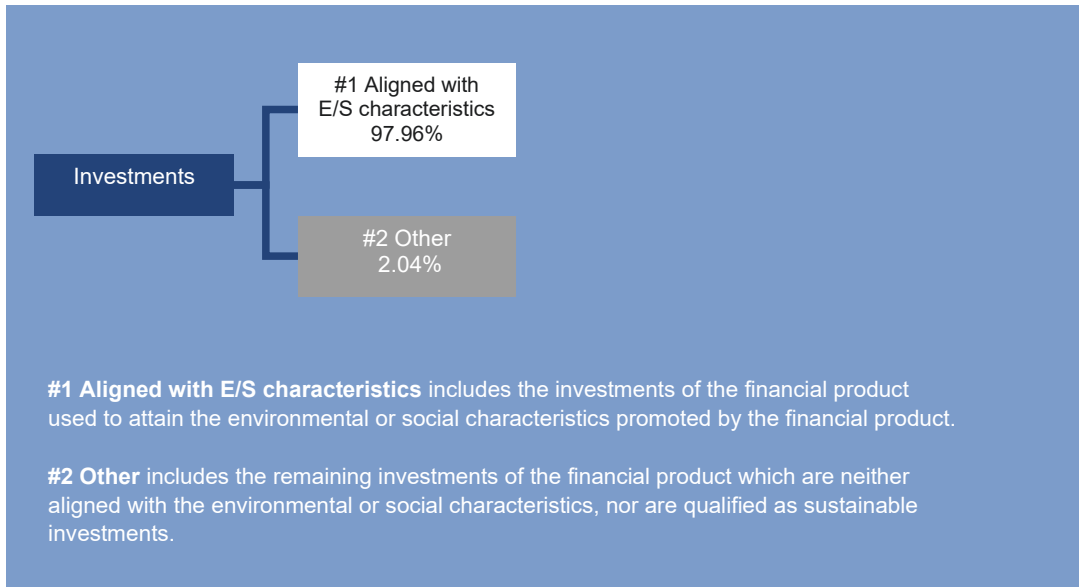 #1 Aligned with
E/S characteristics
97.96%
Investments
#2 Other
2.04%
#1 Aligned with E/S characteristics includes the investments of the financial product
used to attain the environmental or social characteristics promoted by the financial product.
#2 Other includes the remaining investments of the financial product which are neither
aligned with the environmental or social characteristics, nor are qualified as sustainable
investments.